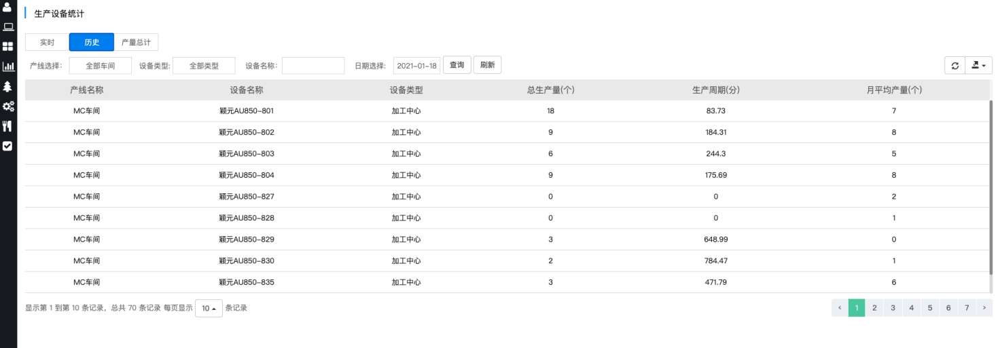 生产设备统计
实时 历史 产量总计
产线选择: 全部车间 设备类型: 全部类型 设备名称: 日期选择: 2021-01-18 查询 刷新
产线名称 设备名称 设备类型 总生产量(个) 生产周期(分) 月平均产量(个)
MC车间 颖元AU850-801 加工中心 18 83.73 7
MC车间 颖元AU850-802 加工中心 9 184.31 8
MC车间 颖元AU850-803 加工中心 6 244.3 5
MC车间 颖元AU850-804 加工中心 9 175.69 8
MC车间 颖元AU850-827 加工中心 0 0 2
MC车间 颖元AU850-828 加工中心 0 0 1
MC车间 颖元AU850-829 加工中心 3 648.99 0
MC车间 颖元AU850-830 加工中心 2 784.47 1
MC车间 颖元AU850-835 加工中心 3 471.79 6
显示第 1 到第 10 条记录，总共 70 条记录 每页显示 10 条记录 ‹ 1 2 3 4 5 6 7 ›